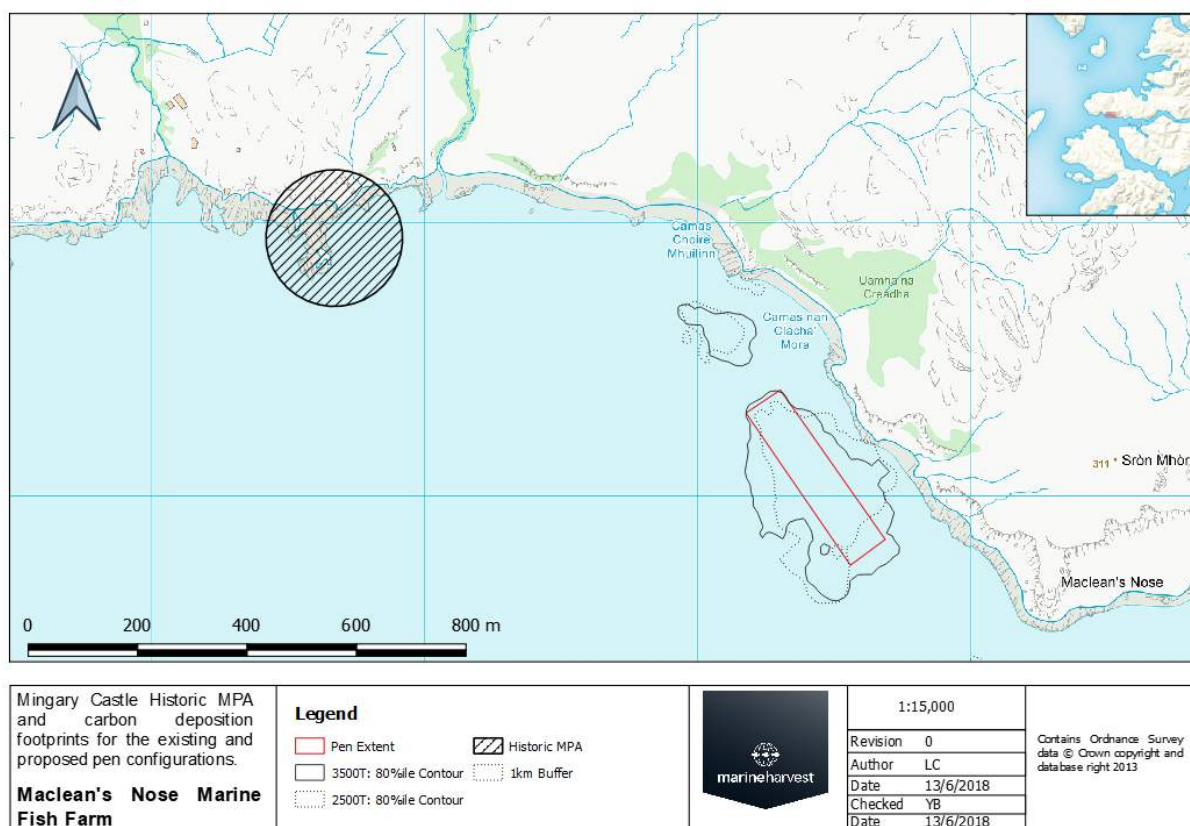 N
Camas
Choire
Mhuilinn
Uamha na
Creadha
Camas nan
Clacha'
Mora
311 Sròn Mhòr
Maclean's Nose
0 200 400 600 800 m
Mingary Castle Historic MPA
and carbon deposition
footprints for the existing and
proposed pen configurations.
Maclean's Nose Marine
Fish Farm
Legend
Pen Extent
Historic MPA
3500T: 80%ile Contour
1km Buffer
2500T: 80%ile Contour
marineharvest
1:15,000
Revision 0
Author LC
Date 13/6/2018
Checked YB
Date 13/6/2018
Contains Ordnance Survey
data © Crown copyright and
database right 2013